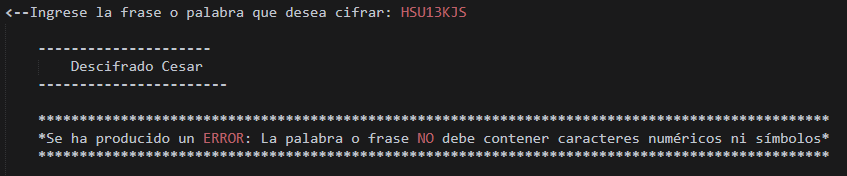 <--Ingrese la frase o palabra que desea cifrar: HSU13KJS
---------------------
Descifrado Cesar
-----------------------
************************************************************************************************
*Se ha producido un ERROR: La palabra o frase NO debe contener caracteres numéricos ni símbolos*
************************************************************************************************